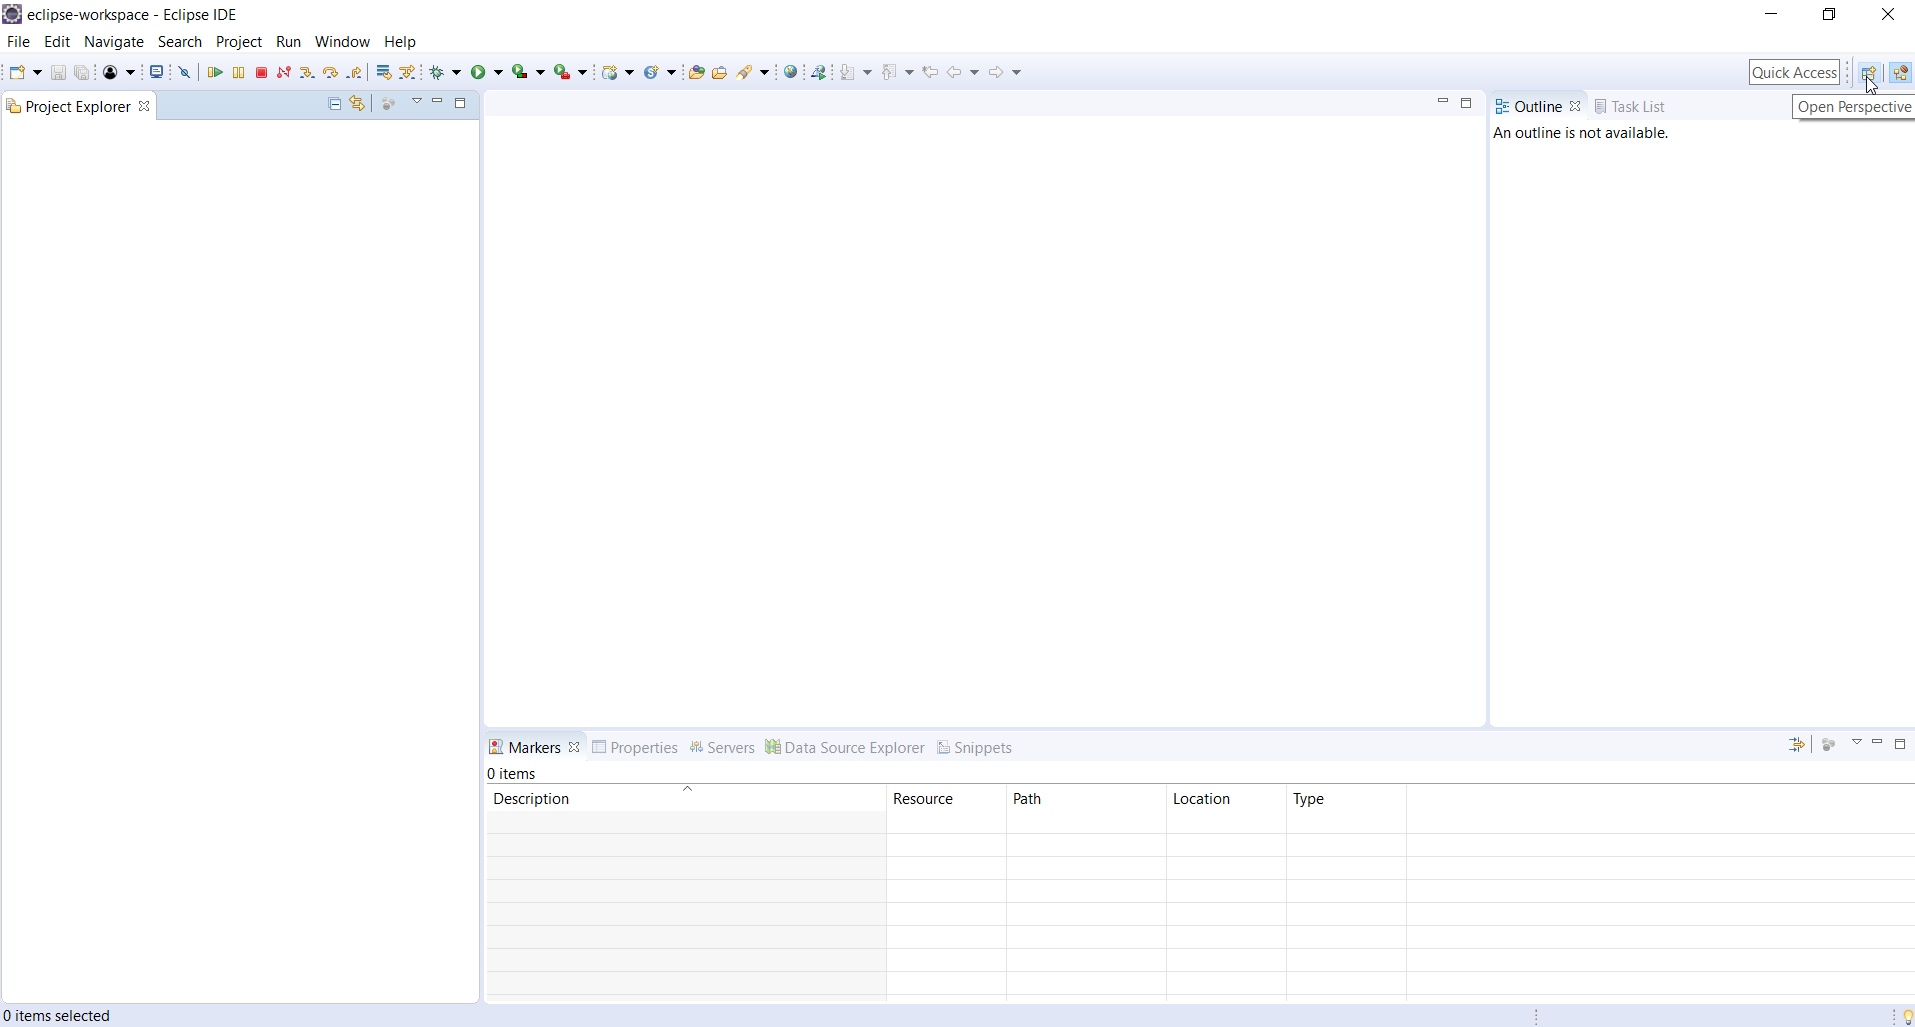 eclipse-workspace - Eclipse IDE
File Edit Navigate Search Project Run Window Help
Quick Access
Open Perspective
Project Explorer
Outline Task List
An outline is not available.
Markers Properties Servers Data Source Explorer Snippets
0 items
Description Resource Path Location Type
0 items selected